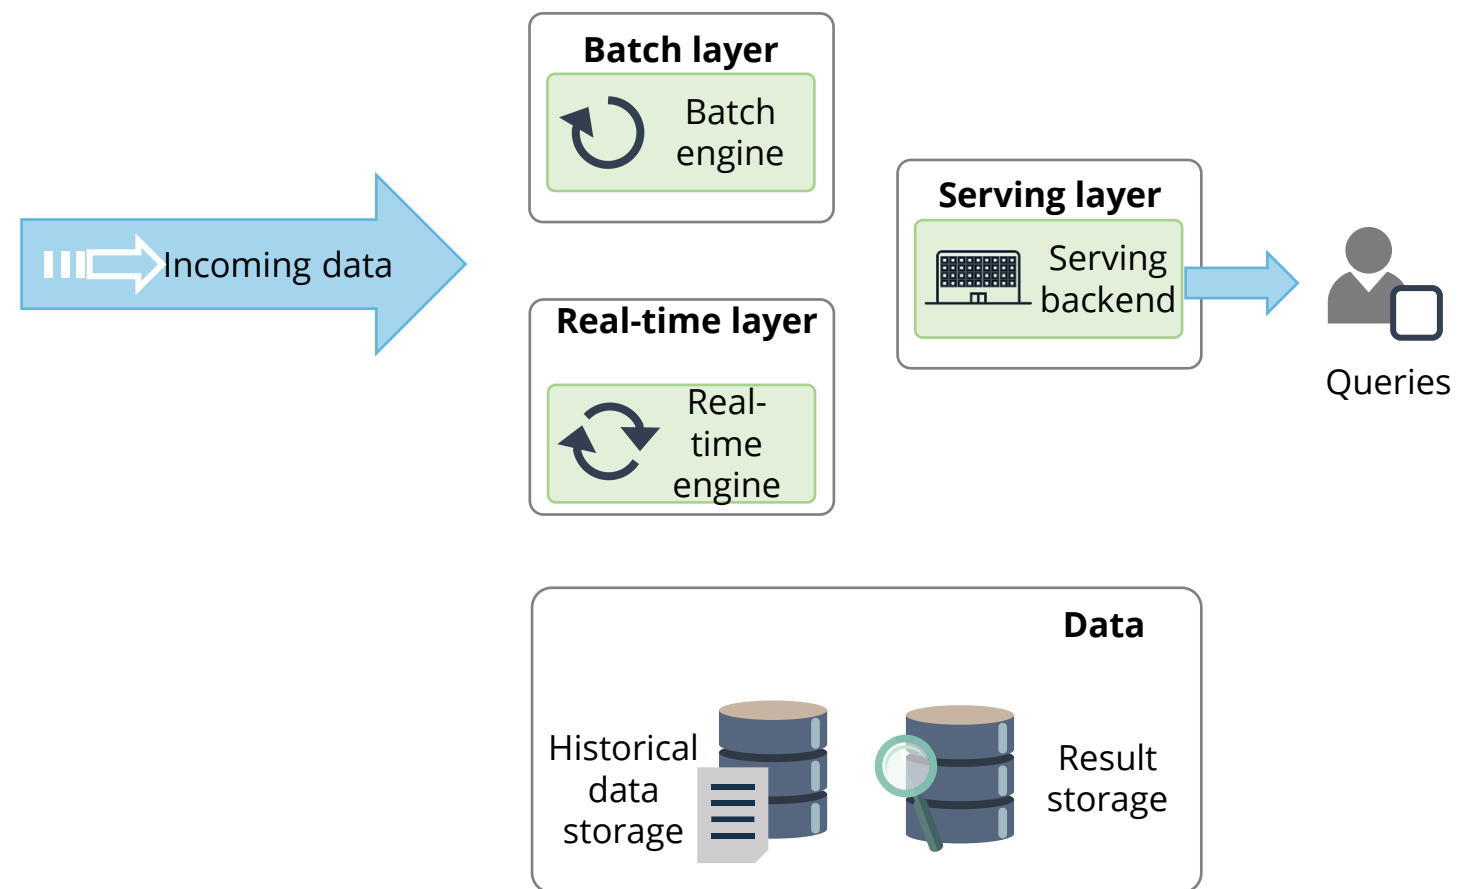 Batch layer
Batch
engine
Incoming data
Serving layer
Serving
backend
Real-time layer
Real-
time
engine
Queries
Data
Historical
data
storage
Result
storage